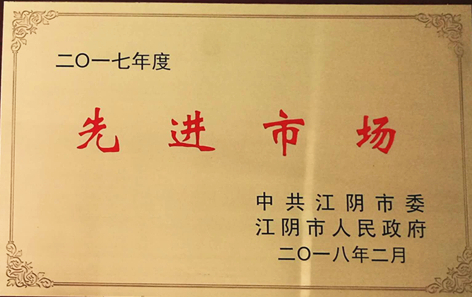 二〇一七年度
先进市场
中共江阴市委
江阴市人民政府
二〇一八年二月